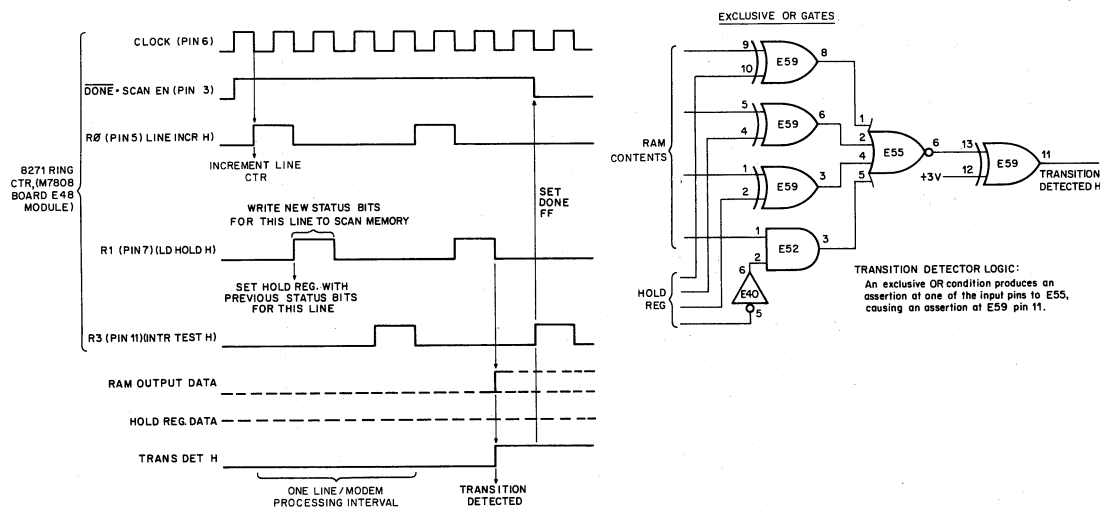 EXCLUSIVE OR GATES
CLOCK (PIN 6)
DONE • SCAN EN (PIN 3)
RØ (PIN 5) LINE INCR H)
INCREMENT LINE
CTR
8271 RING
CTR,(M7808
BOARD E48
MODULE)
WRITE NEW STATUS BITS
FOR THIS LINE TO SCAN MEMORY
SET
DONE
FF
R1 (PIN 7)(LD HOLD H)
SET HOLD REG. WITH
PREVIOUS STATUS BITS
FOR THIS LINE
R3 (PIN 11)(INTR TEST H)
RAM OUTPUT DATA
HOLD REG. DATA
TRANS DET H
ONE LINE / MODEM
PROCESSING INTERVAL
TRANSITION
DETECTED
RAM
CONTENTS
HOLD
REG
9
10
E59
8
5
4
E59
6
1
2
E59
3
1
2
E52
3
6
E40
5
1
2
4
5
E55
6
13
12
+3V
E59
11
TRANSITION
DETECTED H
TRANSITION DETECTOR LOGIC:
An exclusive OR condition produces an
assertion at one of the input pins to E55,
causing an assertion at E59 pin 11.